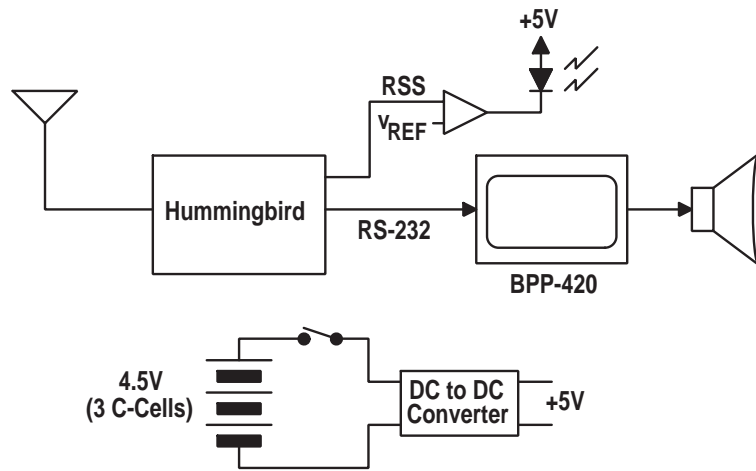 +5V
RSS
VREF
Hummingbird
RS-232
BPP-420
4.5V
(3 C-Cells)
DC to DC
Converter
+5V